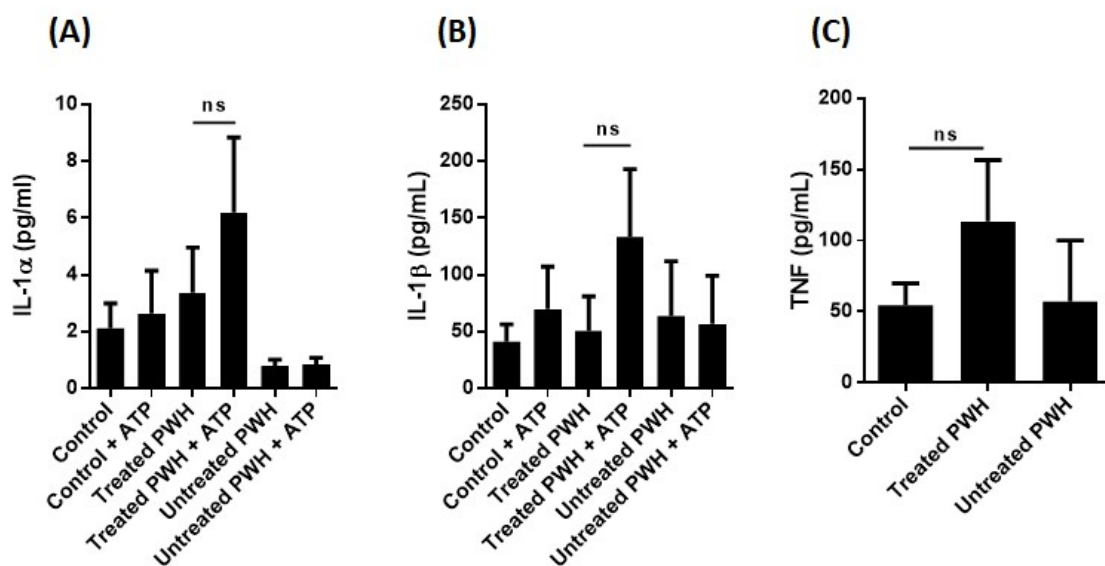 (A)
IL-1α (pg/ml)
10
8
6
4
2
0
ns
Control
Control + ATP
Treated PWH
Treated PWH + ATP
Untreated PWH
Untreated PWH + ATP
(B)
IL-1β (pg/mL)
250
200
150
100
50
0
ns
Control
Control + ATP
Treated PWH
Treated PWH + ATP
Untreated PWH
Untreated PWH + ATP
(C)
TNF (pg/mL)
200
150
100
50
0
ns
Control
Treated PWH
Untreated PWH